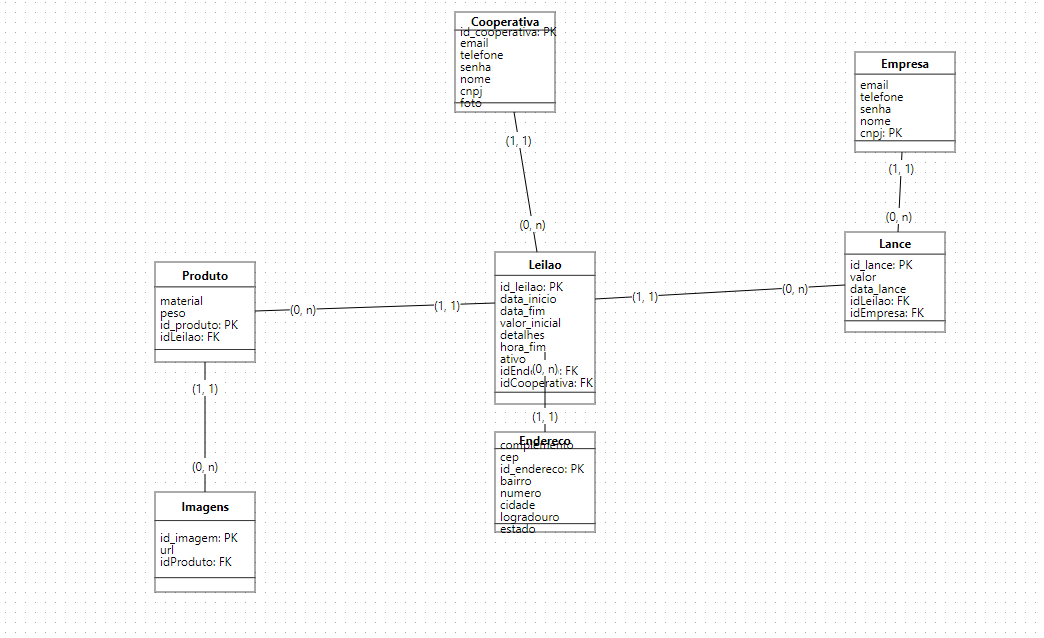 Cooperativa
id_cooperativa: PK
email
telefone
senha
nome
cnpj
foto
(1, 1)
(0, n)
Empresa
email
telefone
senha
nome
cnpj: PK
(1, 1)
(0, n)
Lance
id_lance: PK
valor
data_lance
idLeilao: FK
idEmpresa: FK
Produto
material
peso
id_produto: PK
idLeilao: FK
(0, n)
(1, 1)
Leilao
id_leilao: PK
data_inicio
data_fim
valor_inicial
detalhes
hora_fim
ativo
(0, n) : FK
idCooperativa: FK
(1, 1)
(0, n)
(1, 1)
Endereco
complemento
cep
id_endereco: PK
bairro
numero
cidade
logradouro
estado
(1, 1)
(0, n)
Imagens
id_imagem: PK
url
idProduto: FK